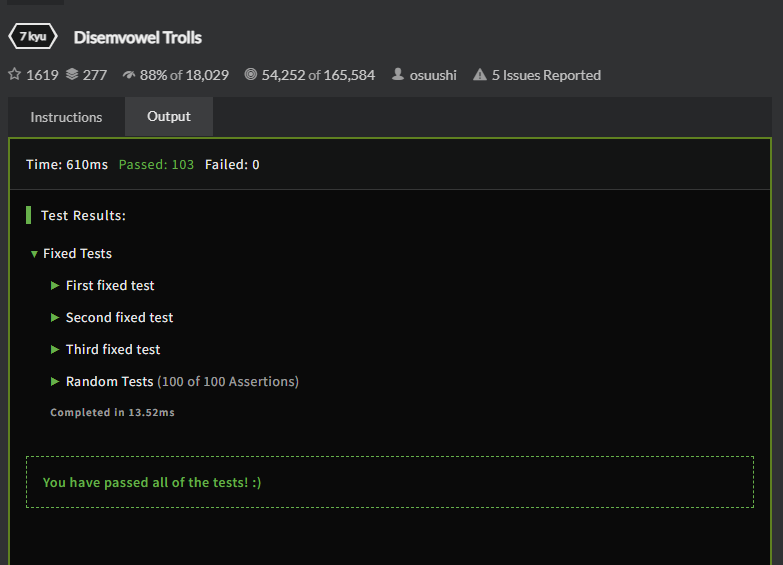 7 kyu Disemvowel Trolls
1619 277 88% of 18,029 54,252 of 165,584 osuushi 5 Issues Reported
Instructions Output
Time: 610ms Passed: 103 Failed: 0
Test Results:
Fixed Tests
First fixed test
Second fixed test
Third fixed test
Random Tests (100 of 100 Assertions)
Completed in 13.52ms
You have passed all of the tests! :)